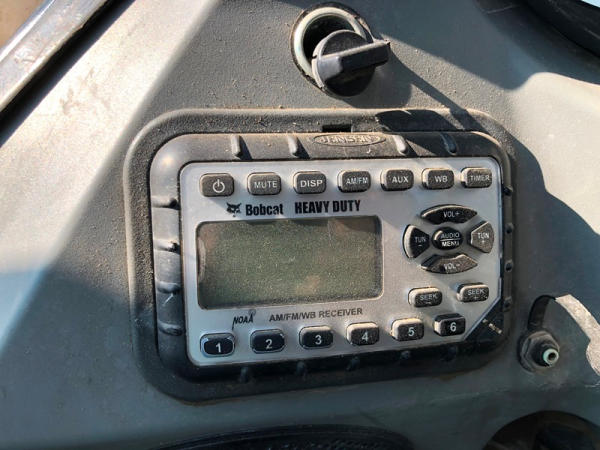 JENSEN
MUTE DISP AM/FM AUX WB TIMER
Bobcat HEAVY DUTY
VOL+
TUN - AUDIO MENU TUN +
VOL-
SEEK SEEK
NOAA AM/FM/WB RECEIVER
1 2 3 4 5 6